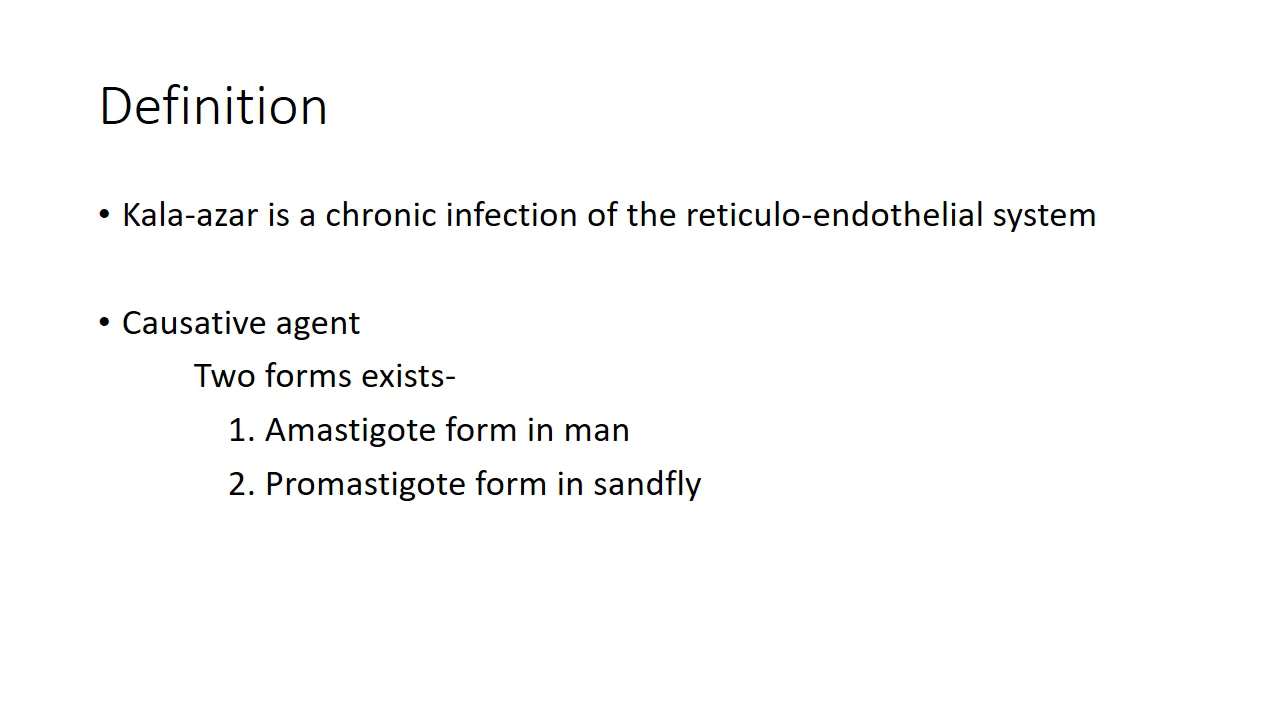 Definition
• Kala-azar is a chronic infection of the reticulo-endothelial system
• Causative agent
Two forms exists-
1. Amastigote form in man
2. Promastigote form in sandfly